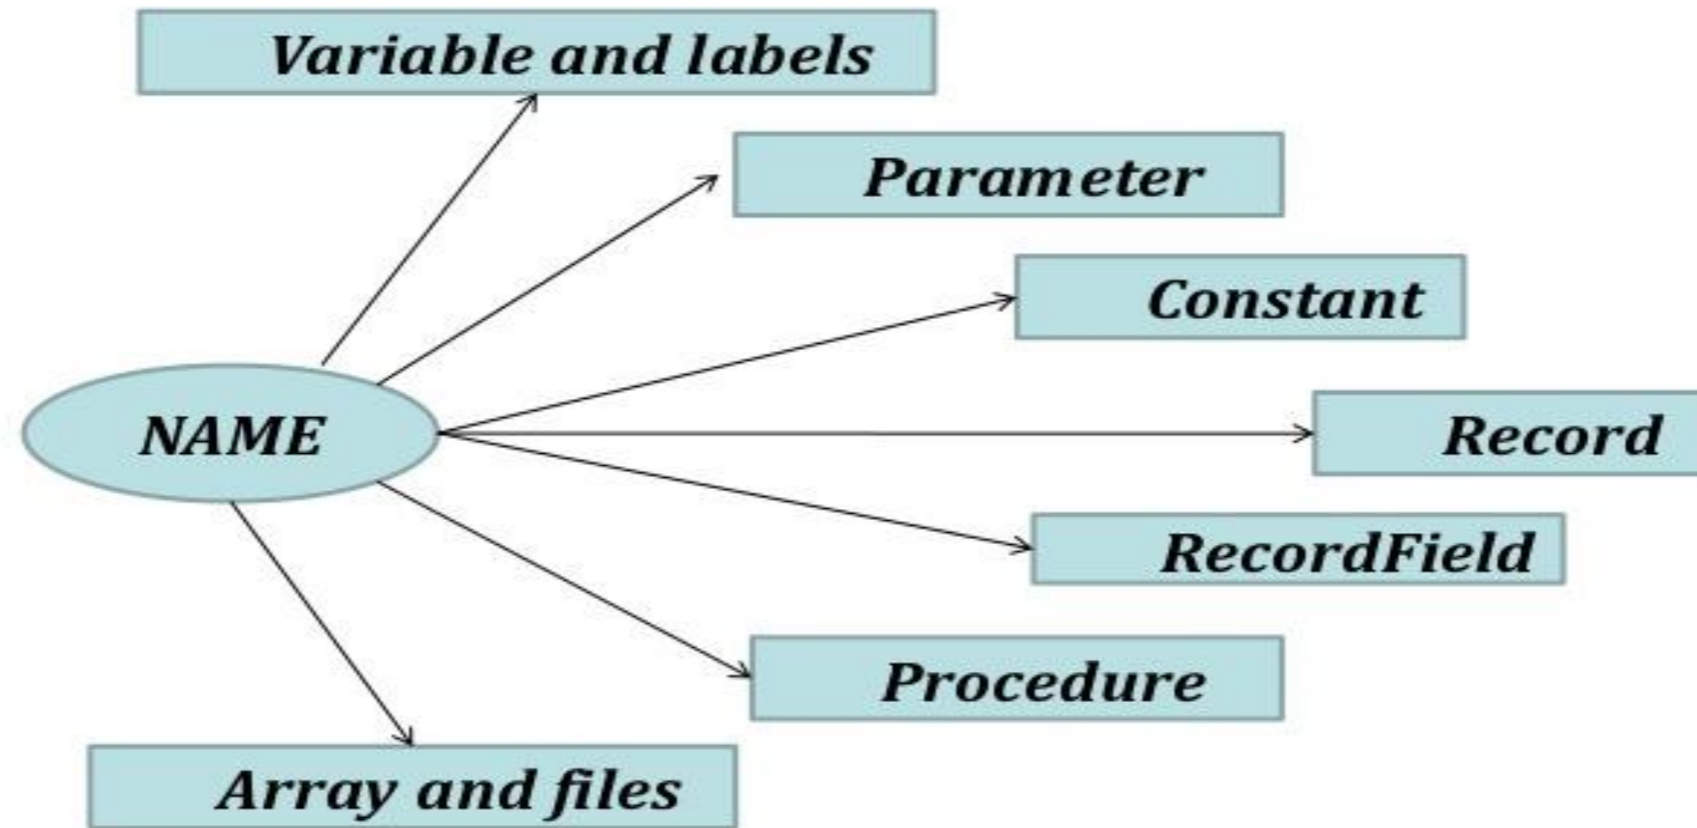 Variable and labels
Parameter
Constant
Record
NAME
RecordField
Procedure
Array and files